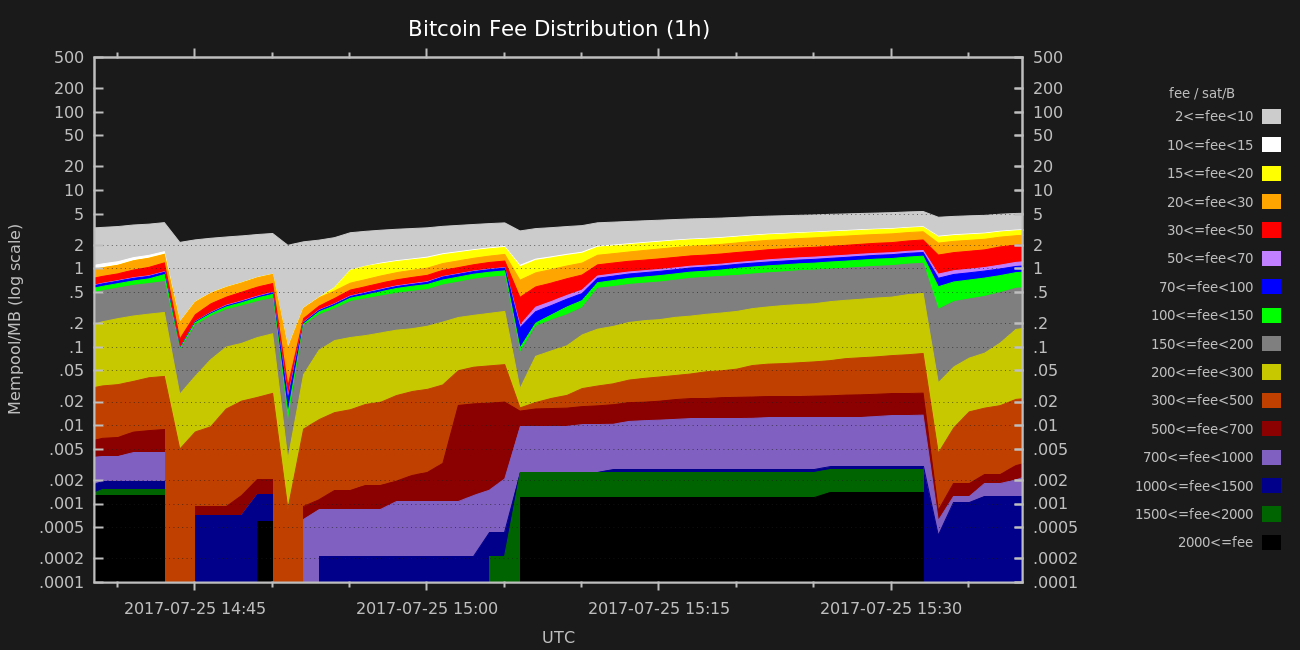 Bitcoin Fee Distribution (1h)
500 500
200 200
100 100
50 50
20 20
10 10
5 5
2 2
1 1
.5 .5
.2 .2
.1 .1
.05 .05
.02 .02
.01 .01
.005 .005
.002 .002
.001 .001
.0005 .0005
.0002 .0002
.0001 .0001
Mempool/MB (log scale)
2017-07-25 14:45 2017-07-25 15:00 2017-07-25 15:15 2017-07-25 15:30
UTC
fee / sat/B
2<=fee<10
10<=fee<15
15<=fee<20
20<=fee<30
30<=fee<50
50<=fee<70
70<=fee<100
100<=fee<150
150<=fee<200
200<=fee<300
300<=fee<500
500<=fee<700
700<=fee<1000
1000<=fee<1500
1500<=fee<2000
2000<=fee